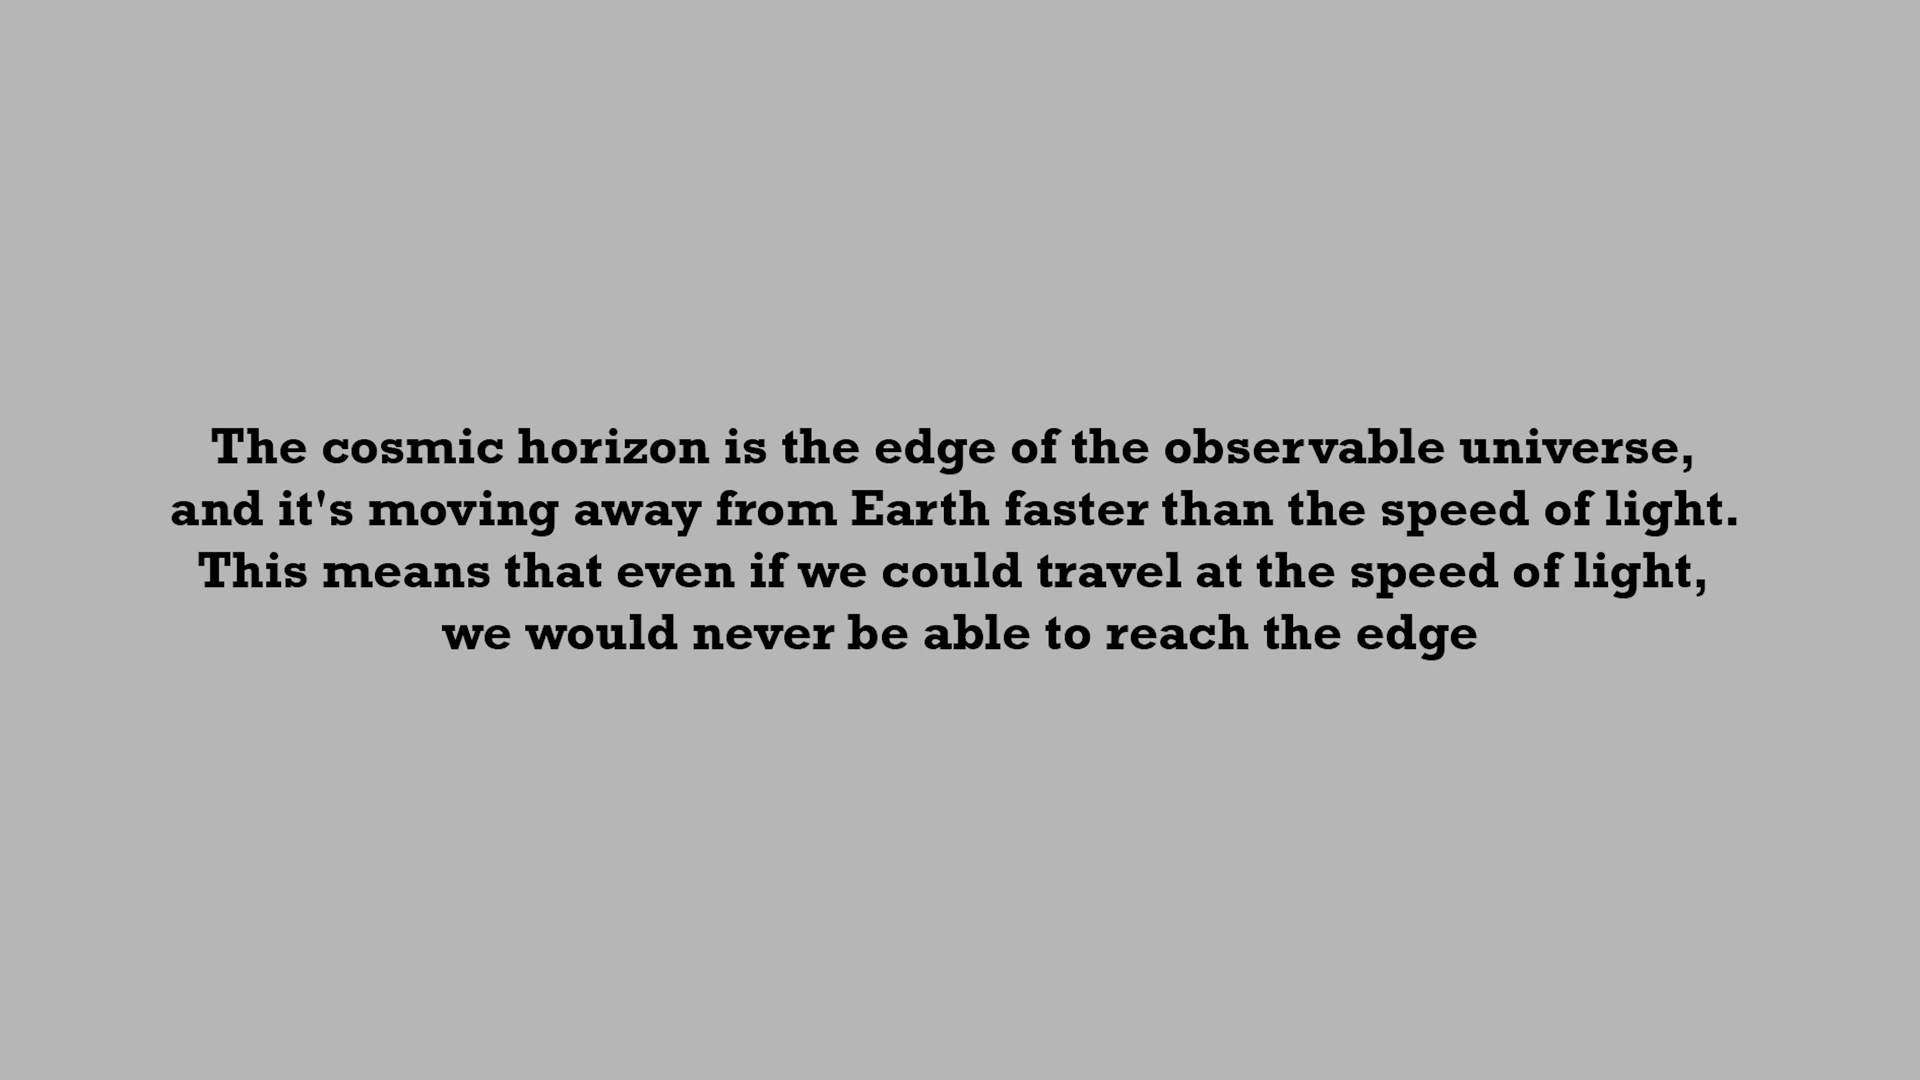 The cosmic horizon is the edge of the observable universe,
and it's moving away from Earth faster than the speed of light.
This means that even if we could travel at the speed of light,
we would never be able to reach the edge